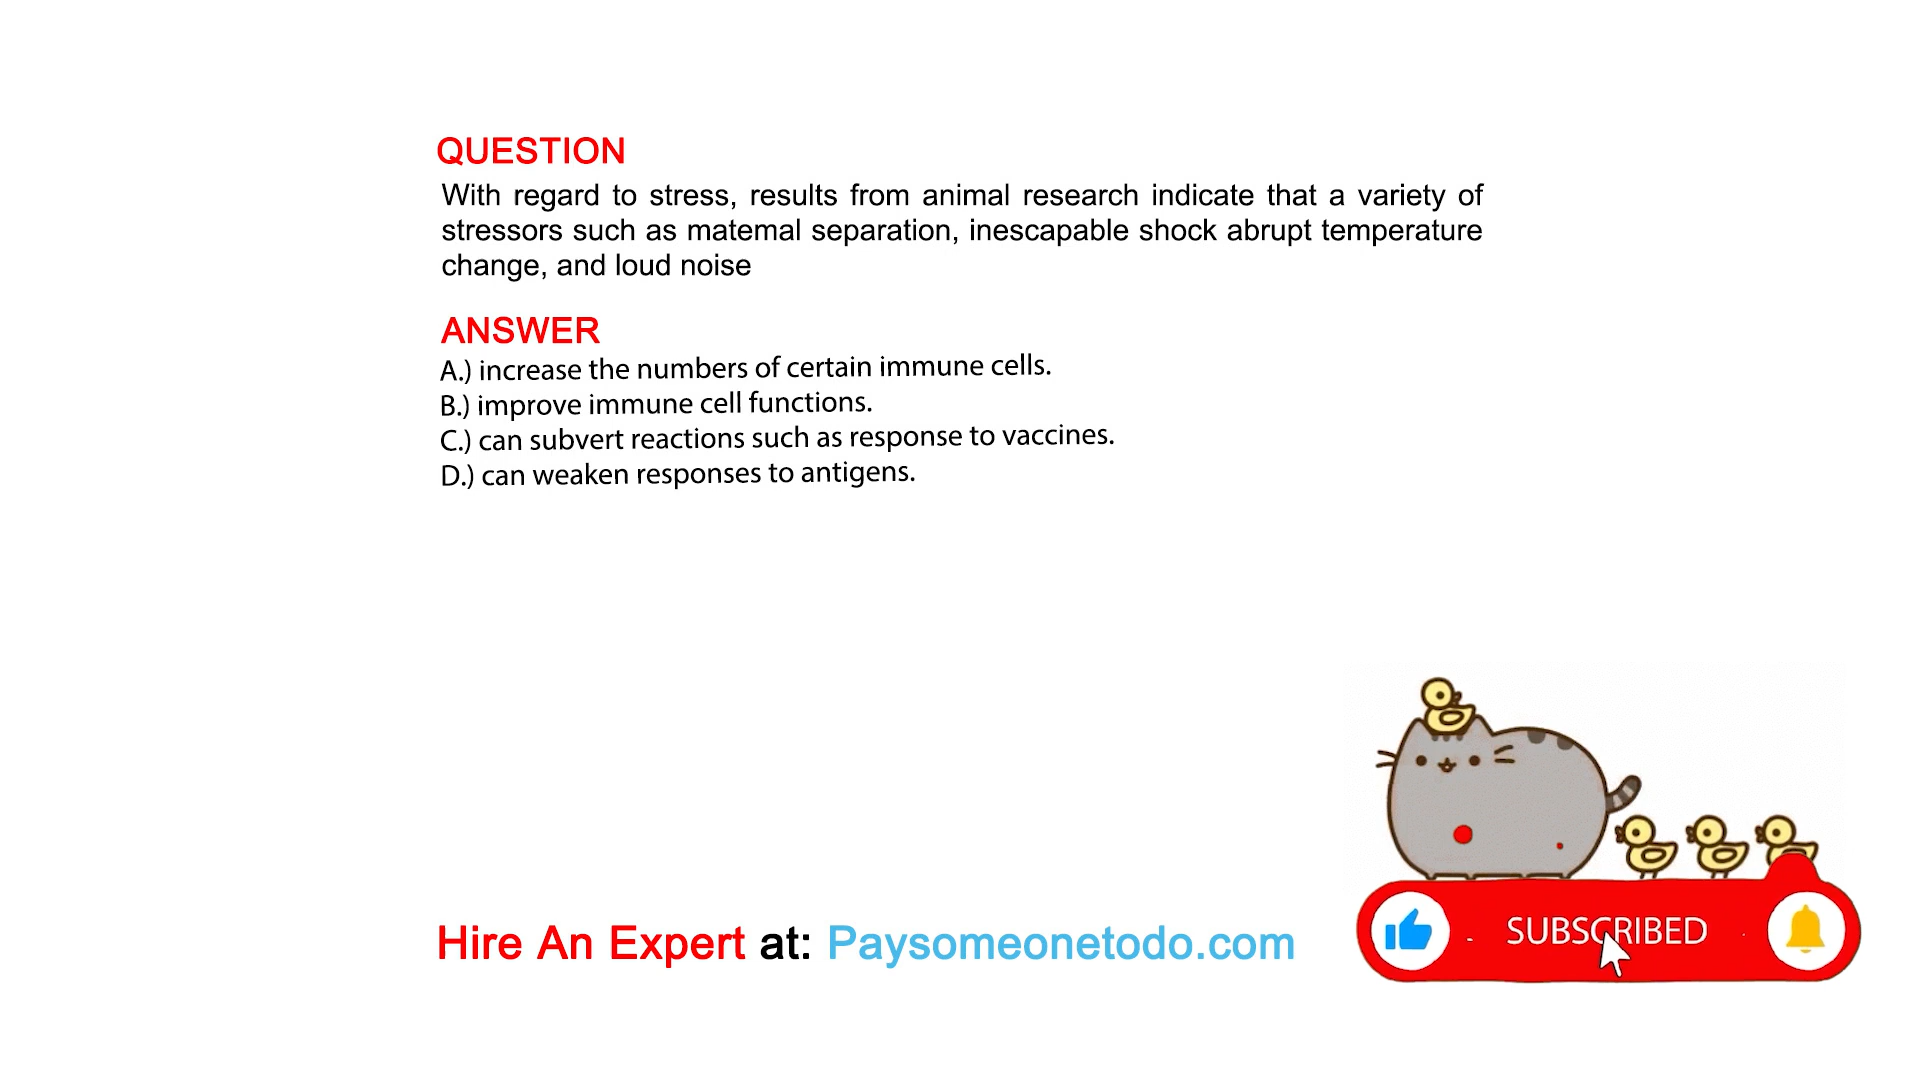 QUESTION
With regard to stress, results from animal research indicate that a variety of
stressors such as matemal separation, inescapable shock abrupt temperature
change, and loud noise
ANSWER
A.) increase the numbers of certain immune cells.
B.) improve immune cell functions.
C.) can subvert reactions such as response to vaccines.
D.) can weaken responses to antigens.
Hire An Expert at: Paysomeonetodo.com
SUBSCRIBED